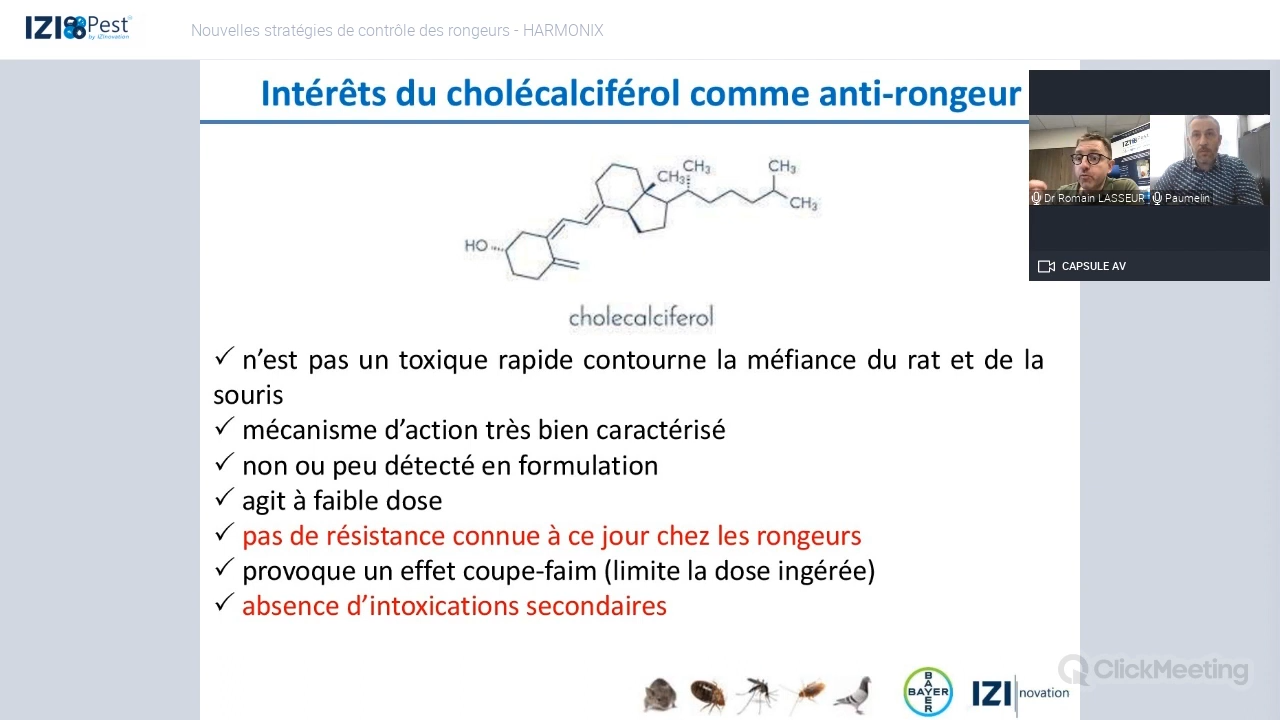 IZI Pest
by IZInovation
Nouvelles stratégies de contrôle des rongeurs - HARMONIX
Intérêts du cholécalciférol comme anti-rongeur
CH₃
CH₃
CH₃
CH₃
HO
cholecalciferol
IZI Pest
Dr Romain LASSEUR
Paumelin
CAPSULE AV
✓ n’est pas un toxique rapide contourne la méfiance du rat et de la
souris
✓ mécanisme d’action très bien caractérisé
✓ non ou peu détecté en formulation
✓ agit à faible dose
✓ pas de résistance connue à ce jour chez les rongeurs
✓ provoque un effet coupe-faim (limite la dose ingérée)
✓ absence d’intoxications secondaires
ClickMeeting
BAYER
BAYER
IZI novation